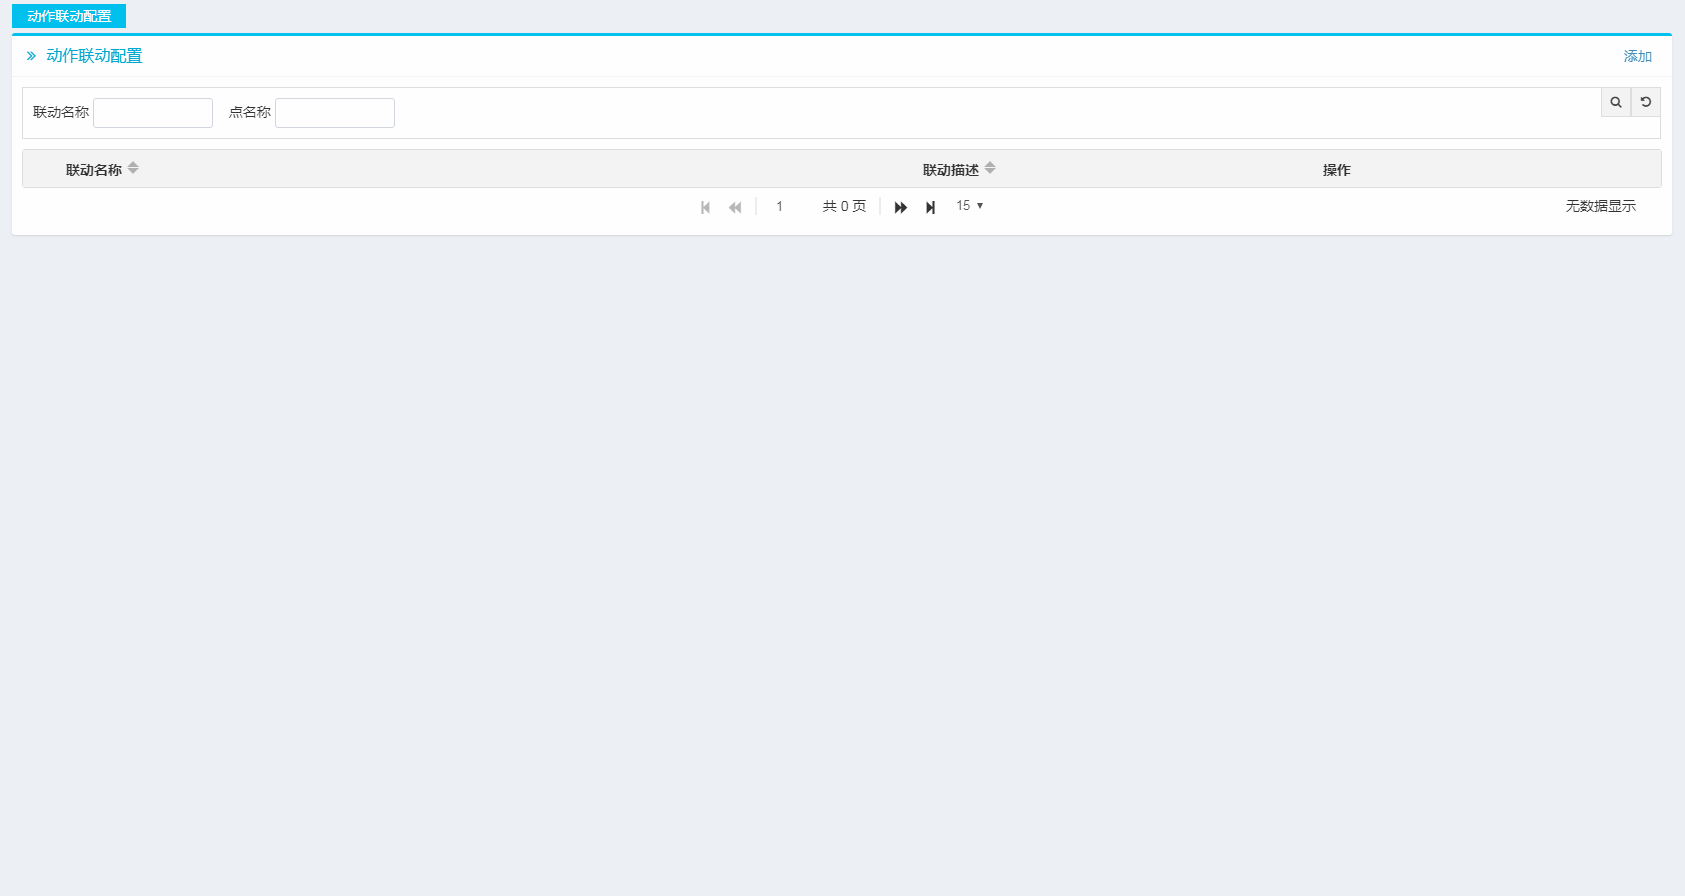 动作联动配置
动作联动配置 添加
联动名称 点名称
联动名称 联动描述 操作
1 共 0 页 15 无数据显示